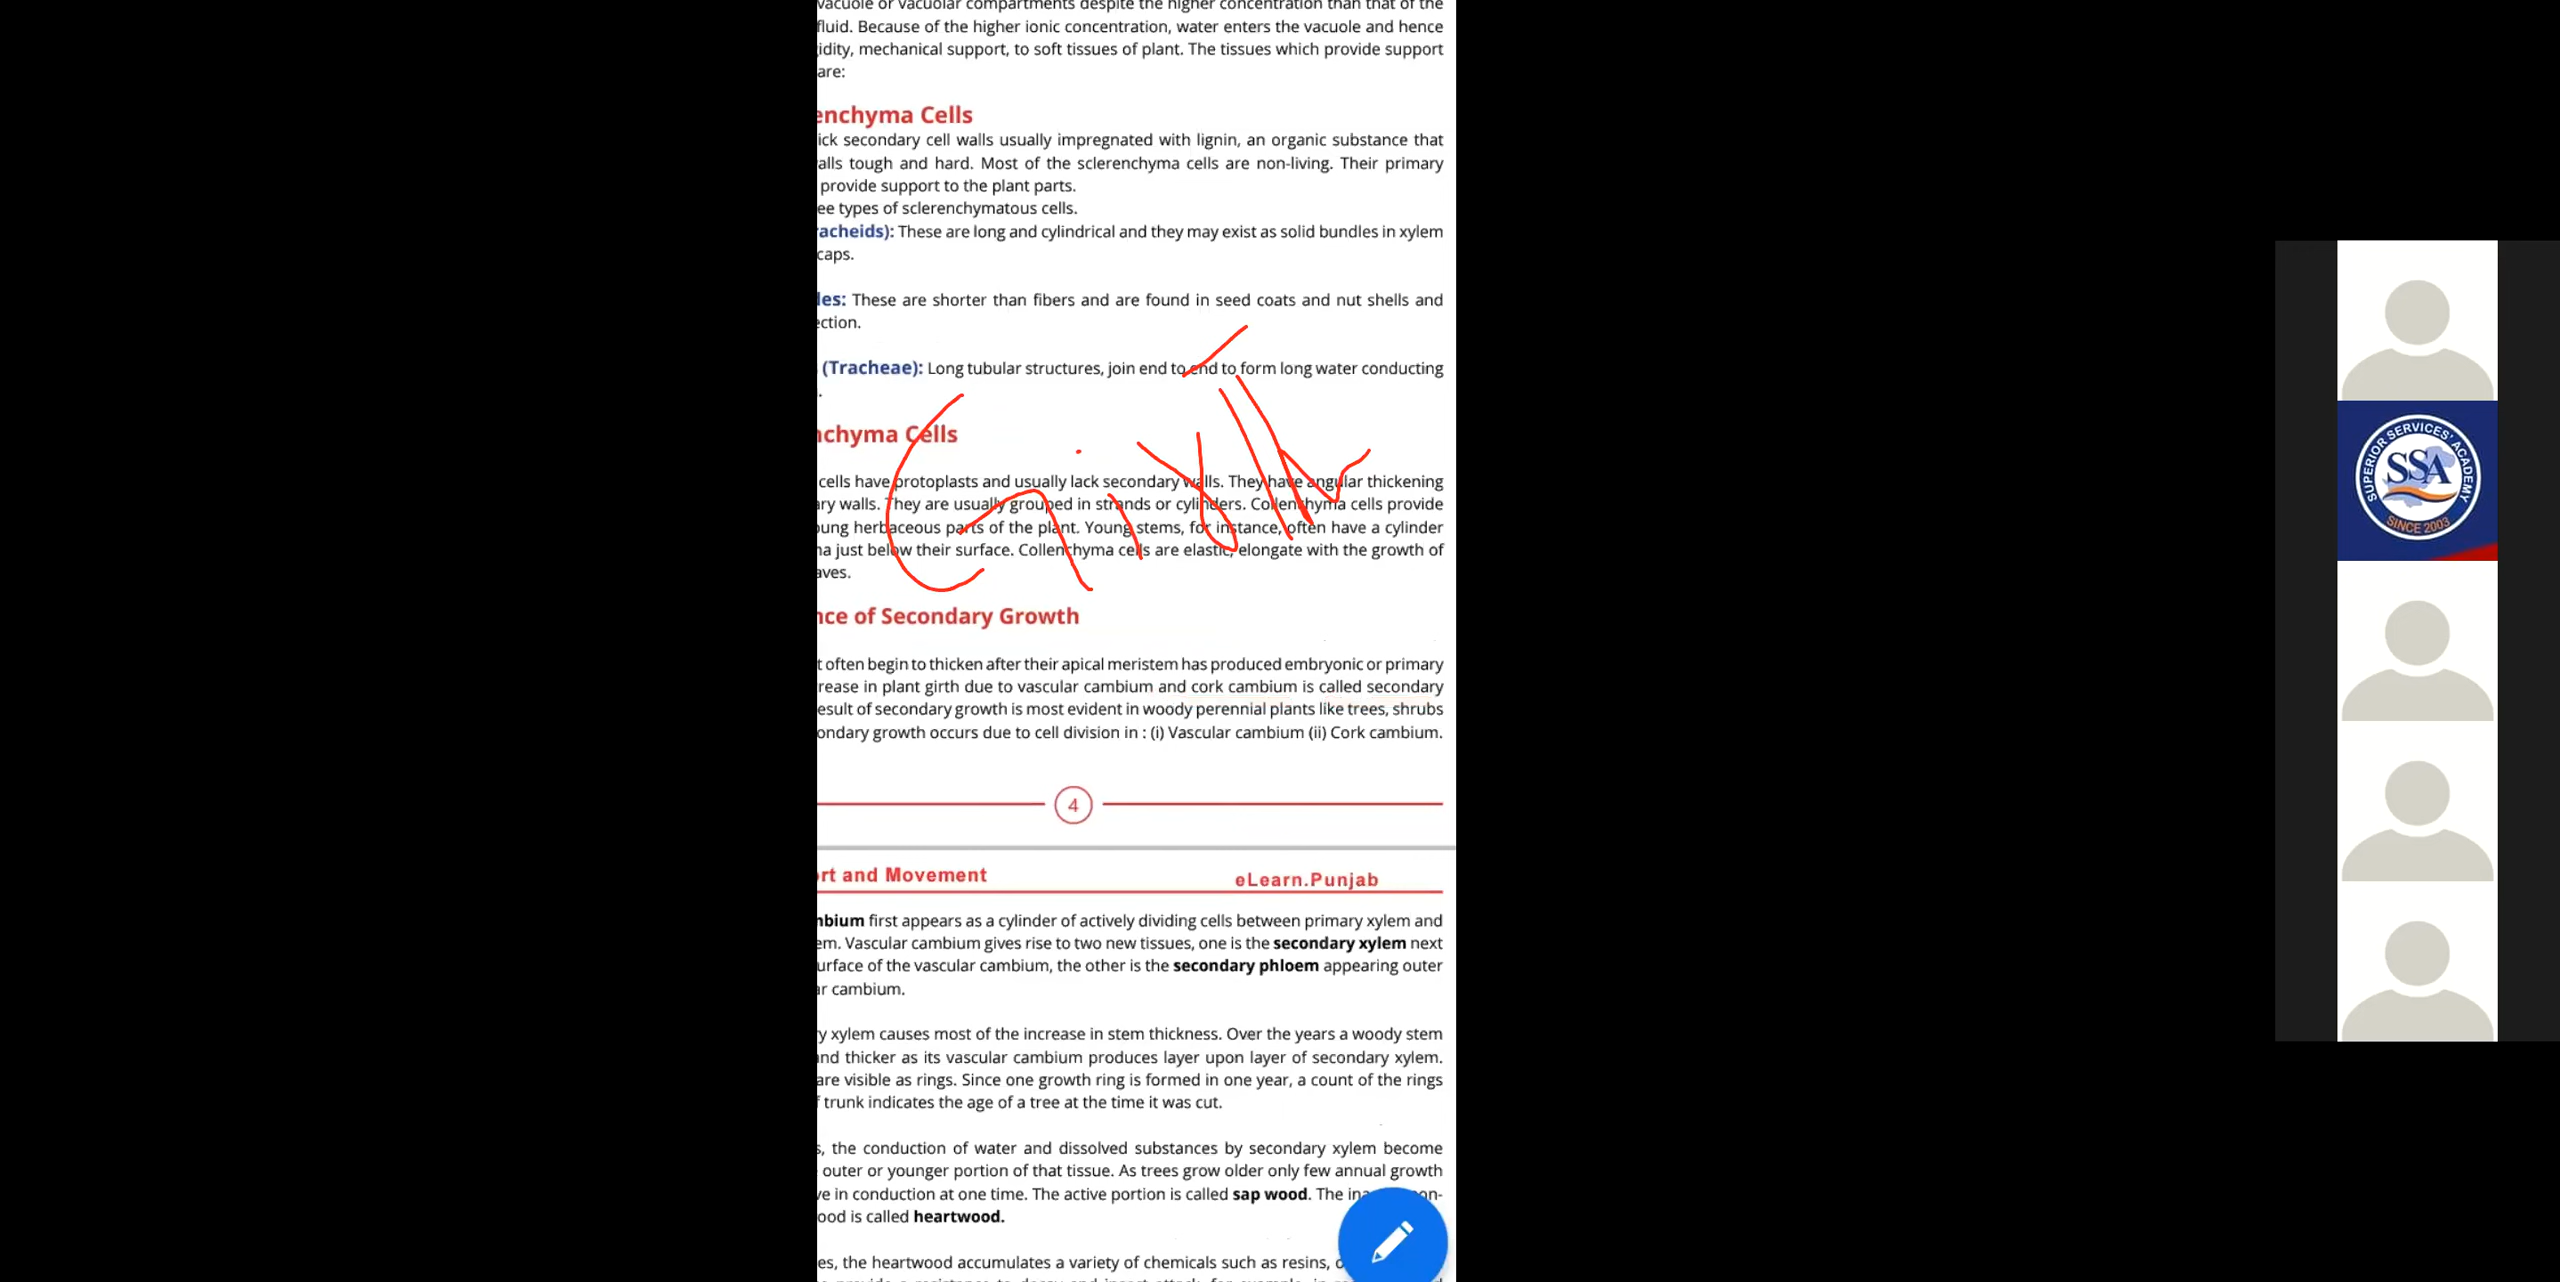 vacuole or vacuolar compartments despite the higher concentration than that of the
fluid. Because of the higher ionic concentration, water enters the vacuole and hence
idity, mechanical support, to soft tissues of plant. The tissues which provide support
are:
enchyma Cells
ick secondary cell walls usually impregnated with lignin, an organic substance that
alls tough and hard. Most of the sclerenchyma cells are non-living. Their primary
provide support to the plant parts.
ee types of sclerenchymatous cells.
acheids): These are long and cylindrical and they may exist as solid bundles in xylem
caps.
les: These are shorter than fibers and are found in seed coats and nut shells and
ection.
(Tracheae): Long tubular structures, join end to end to form long water conducting
.
nchyma Cells
cells have protoplasts and usually lack secondary walls. They have angular thickening
ary walls. They are usually grouped in strands or cylinders. Collenchyma cells provide
oung herbaceous parts of the plant. Young stems, for instance, often have a cylinder
na just below their surface. Collenchyma cells are elastic, elongate with the growth of
aves.
nce of Secondary Growth
t often begin to thicken after their apical meristem has produced embryonic or primary
rease in plant girth due to vascular cambium and cork cambium is called secondary
esult of secondary growth is most evident in woody perennial plants like trees, shrubs
ondary growth occurs due to cell division in : (i) Vascular cambium (ii) Cork cambium.
4
ort and Movement
eLearn.Punjab
mbium first appears as a cylinder of actively dividing cells between primary xylem and
em. Vascular cambium gives rise to two new tissues, one is the secondary xylem next
urface of the vascular cambium, the other is the secondary phloem appearing outer
ar cambium.
y xylem causes most of the increase in stem thickness. Over the years a woody stem
and thicker as its vascular cambium produces layer upon layer of secondary xylem.
are visible as rings. Since one growth ring is formed in one year, a count of the rings
f trunk indicates the age of a tree at the time it was cut.
s, the conduction of water and dissolved substances by secondary xylem become
outer or younger portion of that tissue. As trees grow older only few annual growth
ve in conduction at one time. The active portion is called sap wood. The ina on-
ood is called heartwood.
es, the heartwood accumulates a variety of chemicals such as resins, o
SUPERIOR SERVICES' ACADEMY
SSA
SINCE 2003